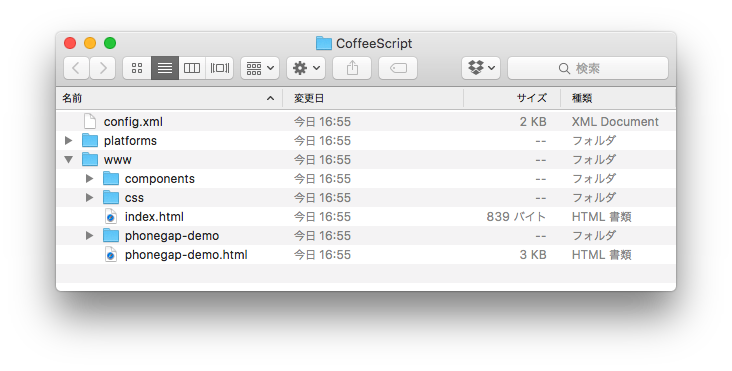 CoffeeScript
検索
名前 変更日 サイズ 種類
config.xml 今日 16:55 2 KB XML Document
platforms 今日 16:55 -- フォルダ
www 今日 16:55 -- フォルダ
components 今日 16:55 -- フォルダ
css 今日 16:55 -- フォルダ
index.html 今日 16:55 839 バイト HTML 書類
phonegap-demo 今日 16:55 -- フォルダ
phonegap-demo.html 今日 16:55 3 KB HTML 書類